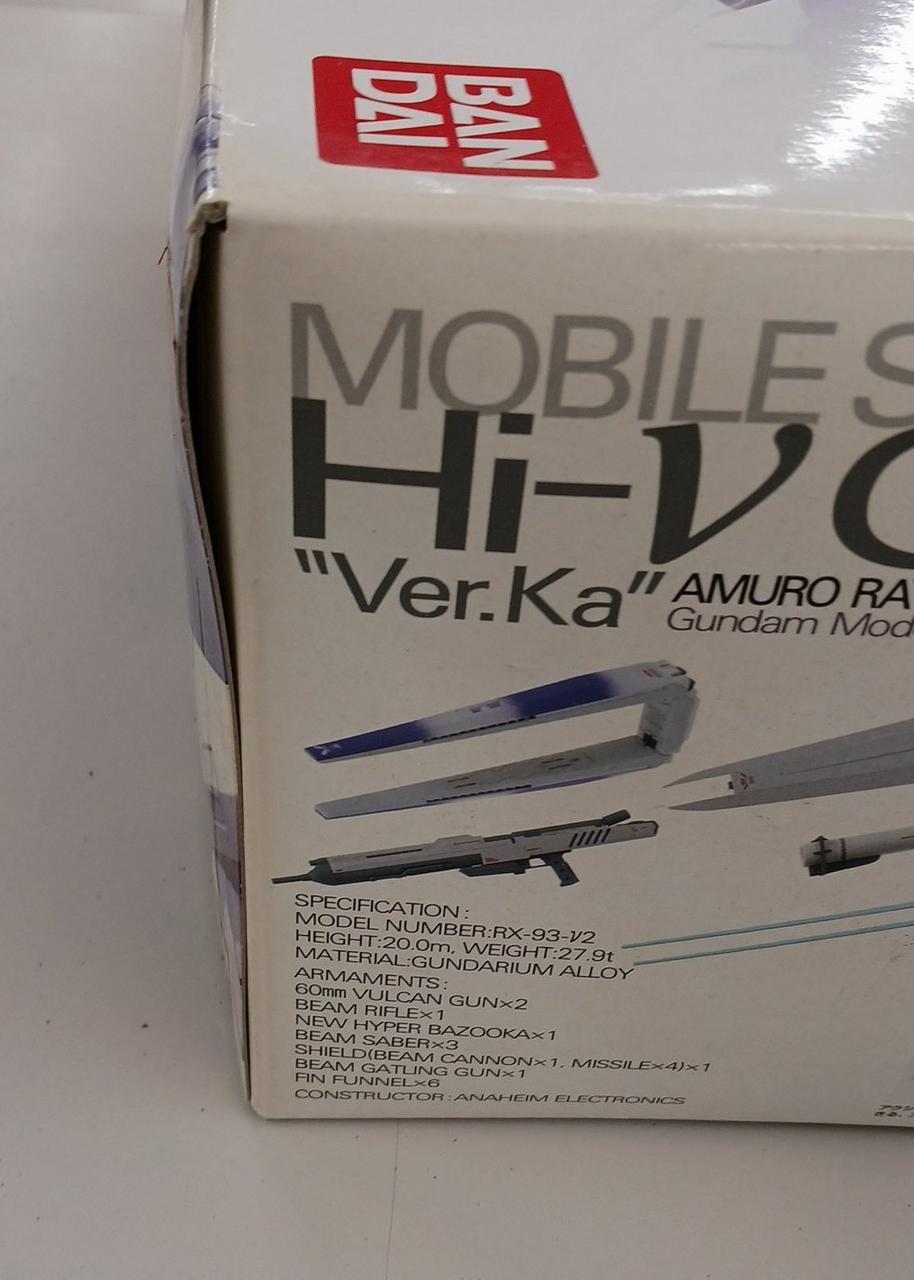 BAN
DAI
MOBILE S
Hi-ν G
"Ver.Ka" AMURO RA
Gundam Mod
SPECIFICATION:
MODEL NUMBER:RX-93-ν2
HEIGHT:20.0m, WEIGHT:27.9t
MATERIAL:GUNDARIUM ALLOY
ARMAMENTS:
60mm VULCAN GUN×2
BEAM RIFLE×1
NEW HYPER BAZOOKA×1
BEAM SABER×3
SHIELD(BEAM CANNON×1, MISSILE×4)×1
BEAM GATLING GUN×1
FIN FUNNEL×6
CONSTRUCTOR:ANAHEIM ELECTRONICS